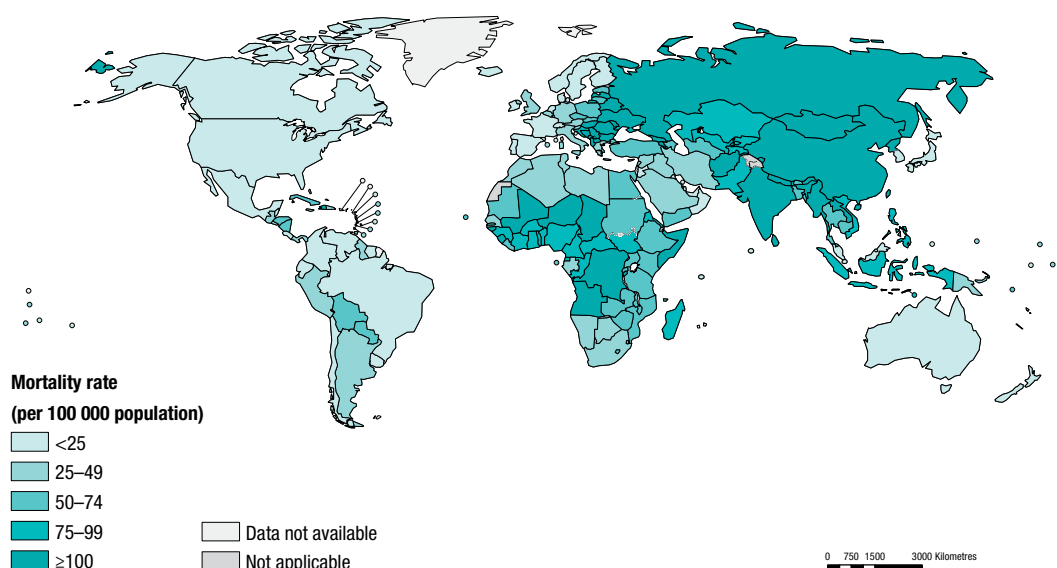 Mortality rate
(per 100 000 population)
<25
25–49
50–74
75–99
≥100
Data not available
Not applicable
0 750 1500 3000 Kilometres